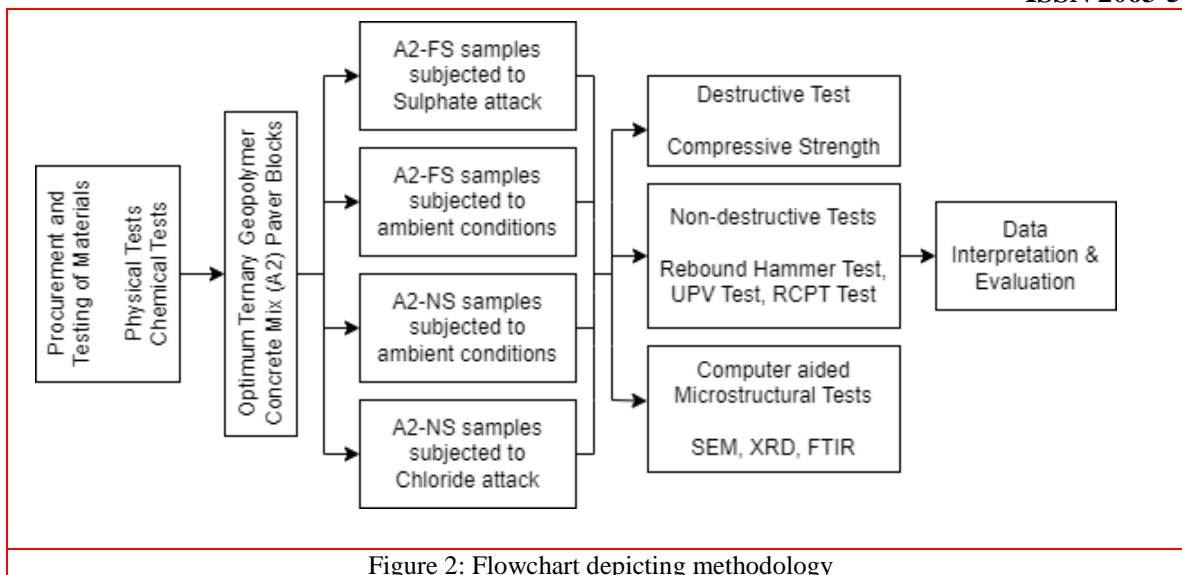 Procurement and
Testing of Materials
Physical Tests
Chemical Tests
Optimum Ternary Geopolymer
Concrete Mix (A2) Paver Blocks
A2-FS samples
subjected to
Sulphate attack
A2-FS samples
subjected to
ambient conditions
A2-NS samples
subjected to
ambient conditions
A2-NS samples
subjected to
Chloride attack
Destructive Test
Compressive Strength
Non-destructive Tests
Rebound Hammer Test,
UPV Test, RCPT Test
Computer aided
Microstructural Tests
SEM, XRD, FTIR
Data
Interpretation &
Evaluation
Figure 2: Flowchart depicting methodology